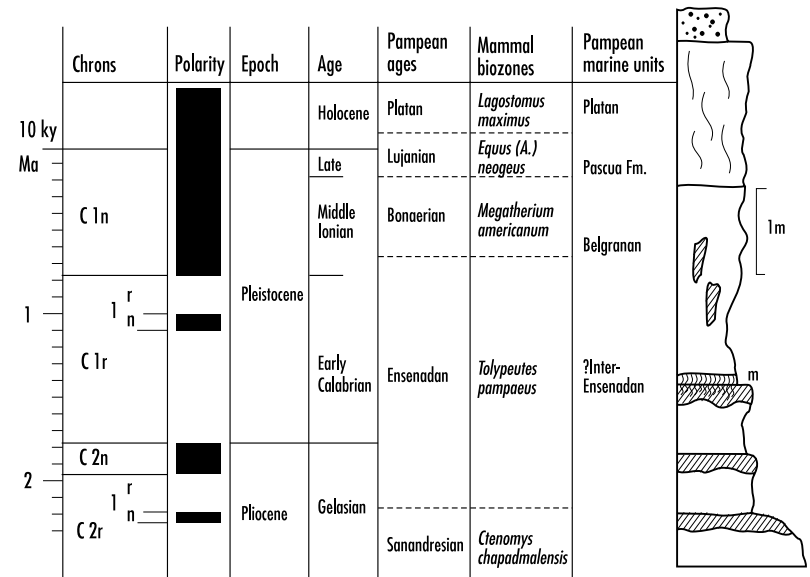 Chrons
Polarity
Epoch
Age
Pampean
ages
Mammal
biozones
Pampean
marine units
10 ky
Ma
1
2
C 1n
r
1
n
C 1r
C 2n
r
1
n
C 2r
Pleistocene
Pliocene
Holocene
Late
Middle
Ionian
Early
Calabrian
Gelasian
Platan
Lujanian
Bonaerian
Ensenadan
Sanandresian
Lagostomus
maximus
Equus (A.)
neogeus
Megatherium
americanum
Tolypeutes
pampaeus
Ctenomys
chapadmalensis
Platan
Pascua Fm.
Belgranan
?Inter-
Ensenadan
1m
m